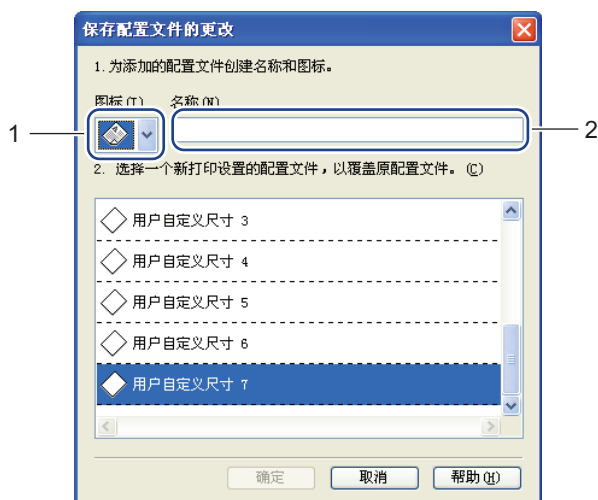 保存配置文件的更改
1.为添加的配置文件创建名称和图标。
图标(T) 名称(N)
1
2
2. 选择一个新打印设置的配置文件，以覆盖原配置文件。(C)
用户自定义尺寸 3
用户自定义尺寸 4
用户自定义尺寸 5
用户自定义尺寸 6
用户自定义尺寸 7
确定 取消 帮助(H)